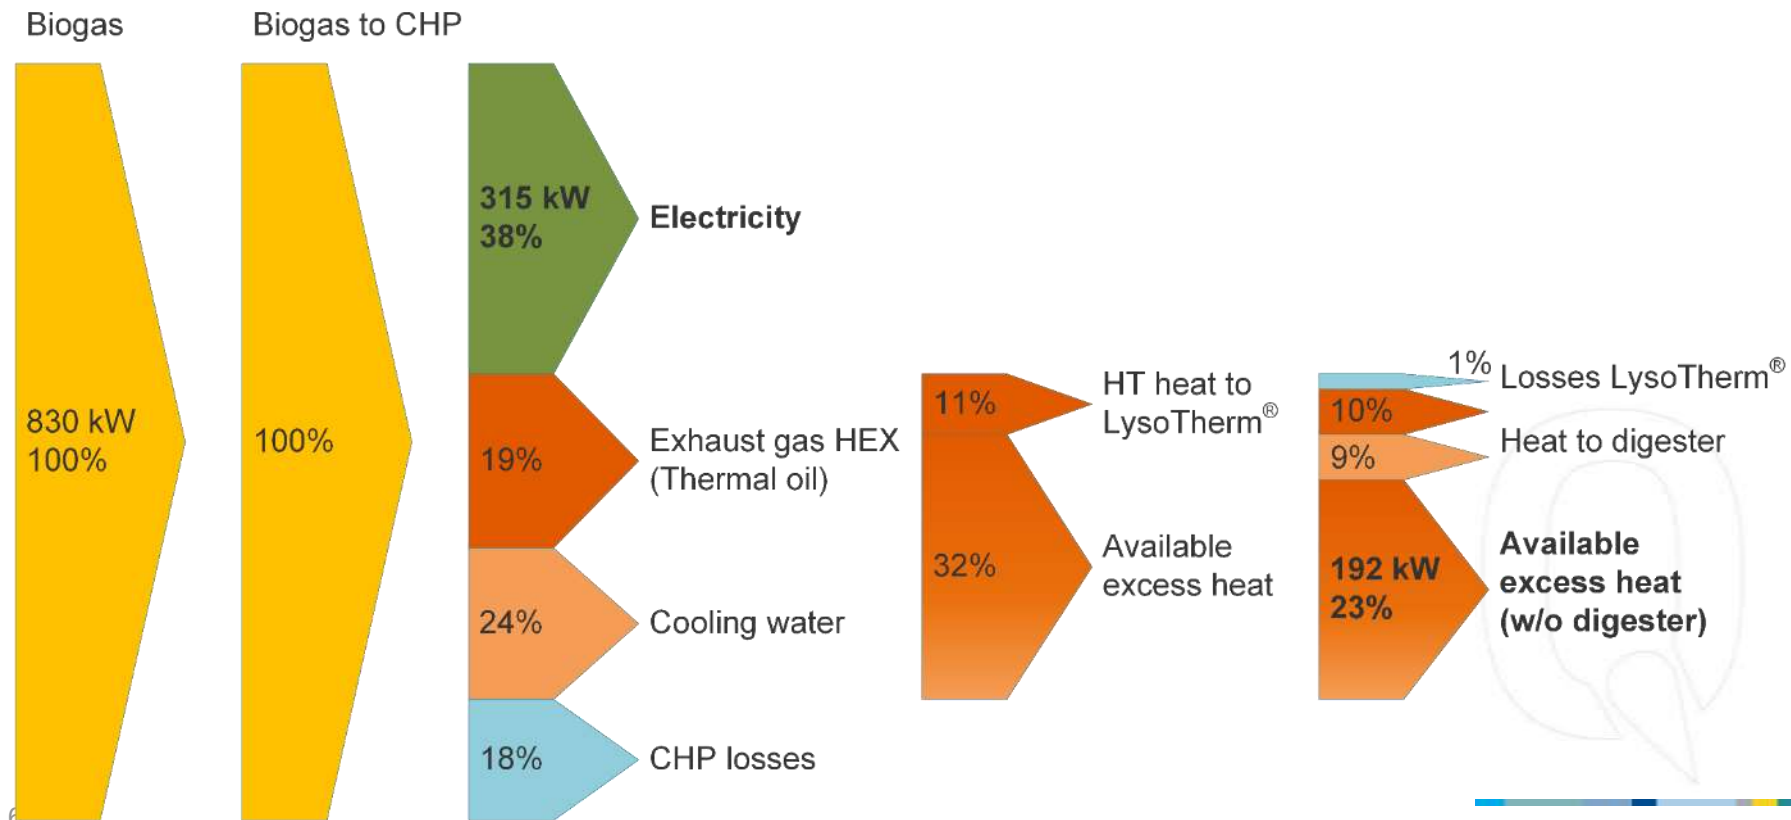 Biogas
Biogas to CHP
830 kW
100%
100%
315 kW
38%
Electricity
19%
Exhaust gas HEX
(Thermal oil)
24%
Cooling water
18%
CHP losses
11%
HT heat to
LysoTherm®
32%
Available
excess heat
1%
Losses LysoTherm®
10%
Heat to digester
9%
192 kW
23%
Available
excess heat
(w/o digester)